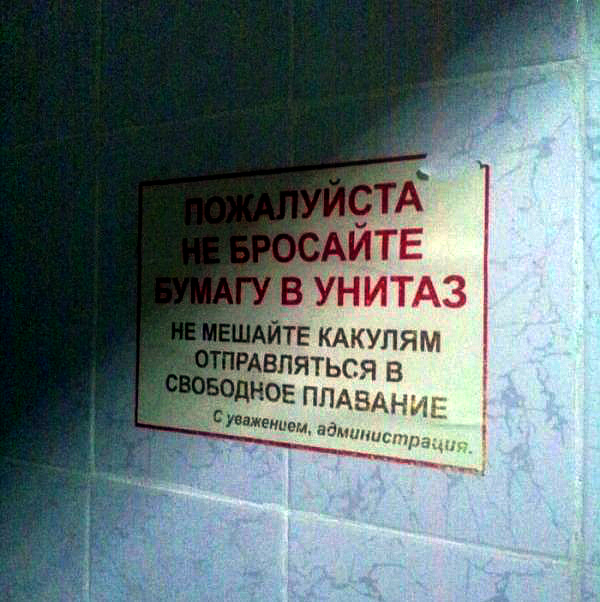 ПОЖАЛУЙСТА
НЕ БРОСАЙТЕ
БУМАГУ В УНИТАЗ
НЕ МЕШАЙТЕ КАКУЛЯМ
ОТПРАВЛЯТЬСЯ В
СВОБОДНОЕ ПЛАВАНИЕ
С уважением, администрация.